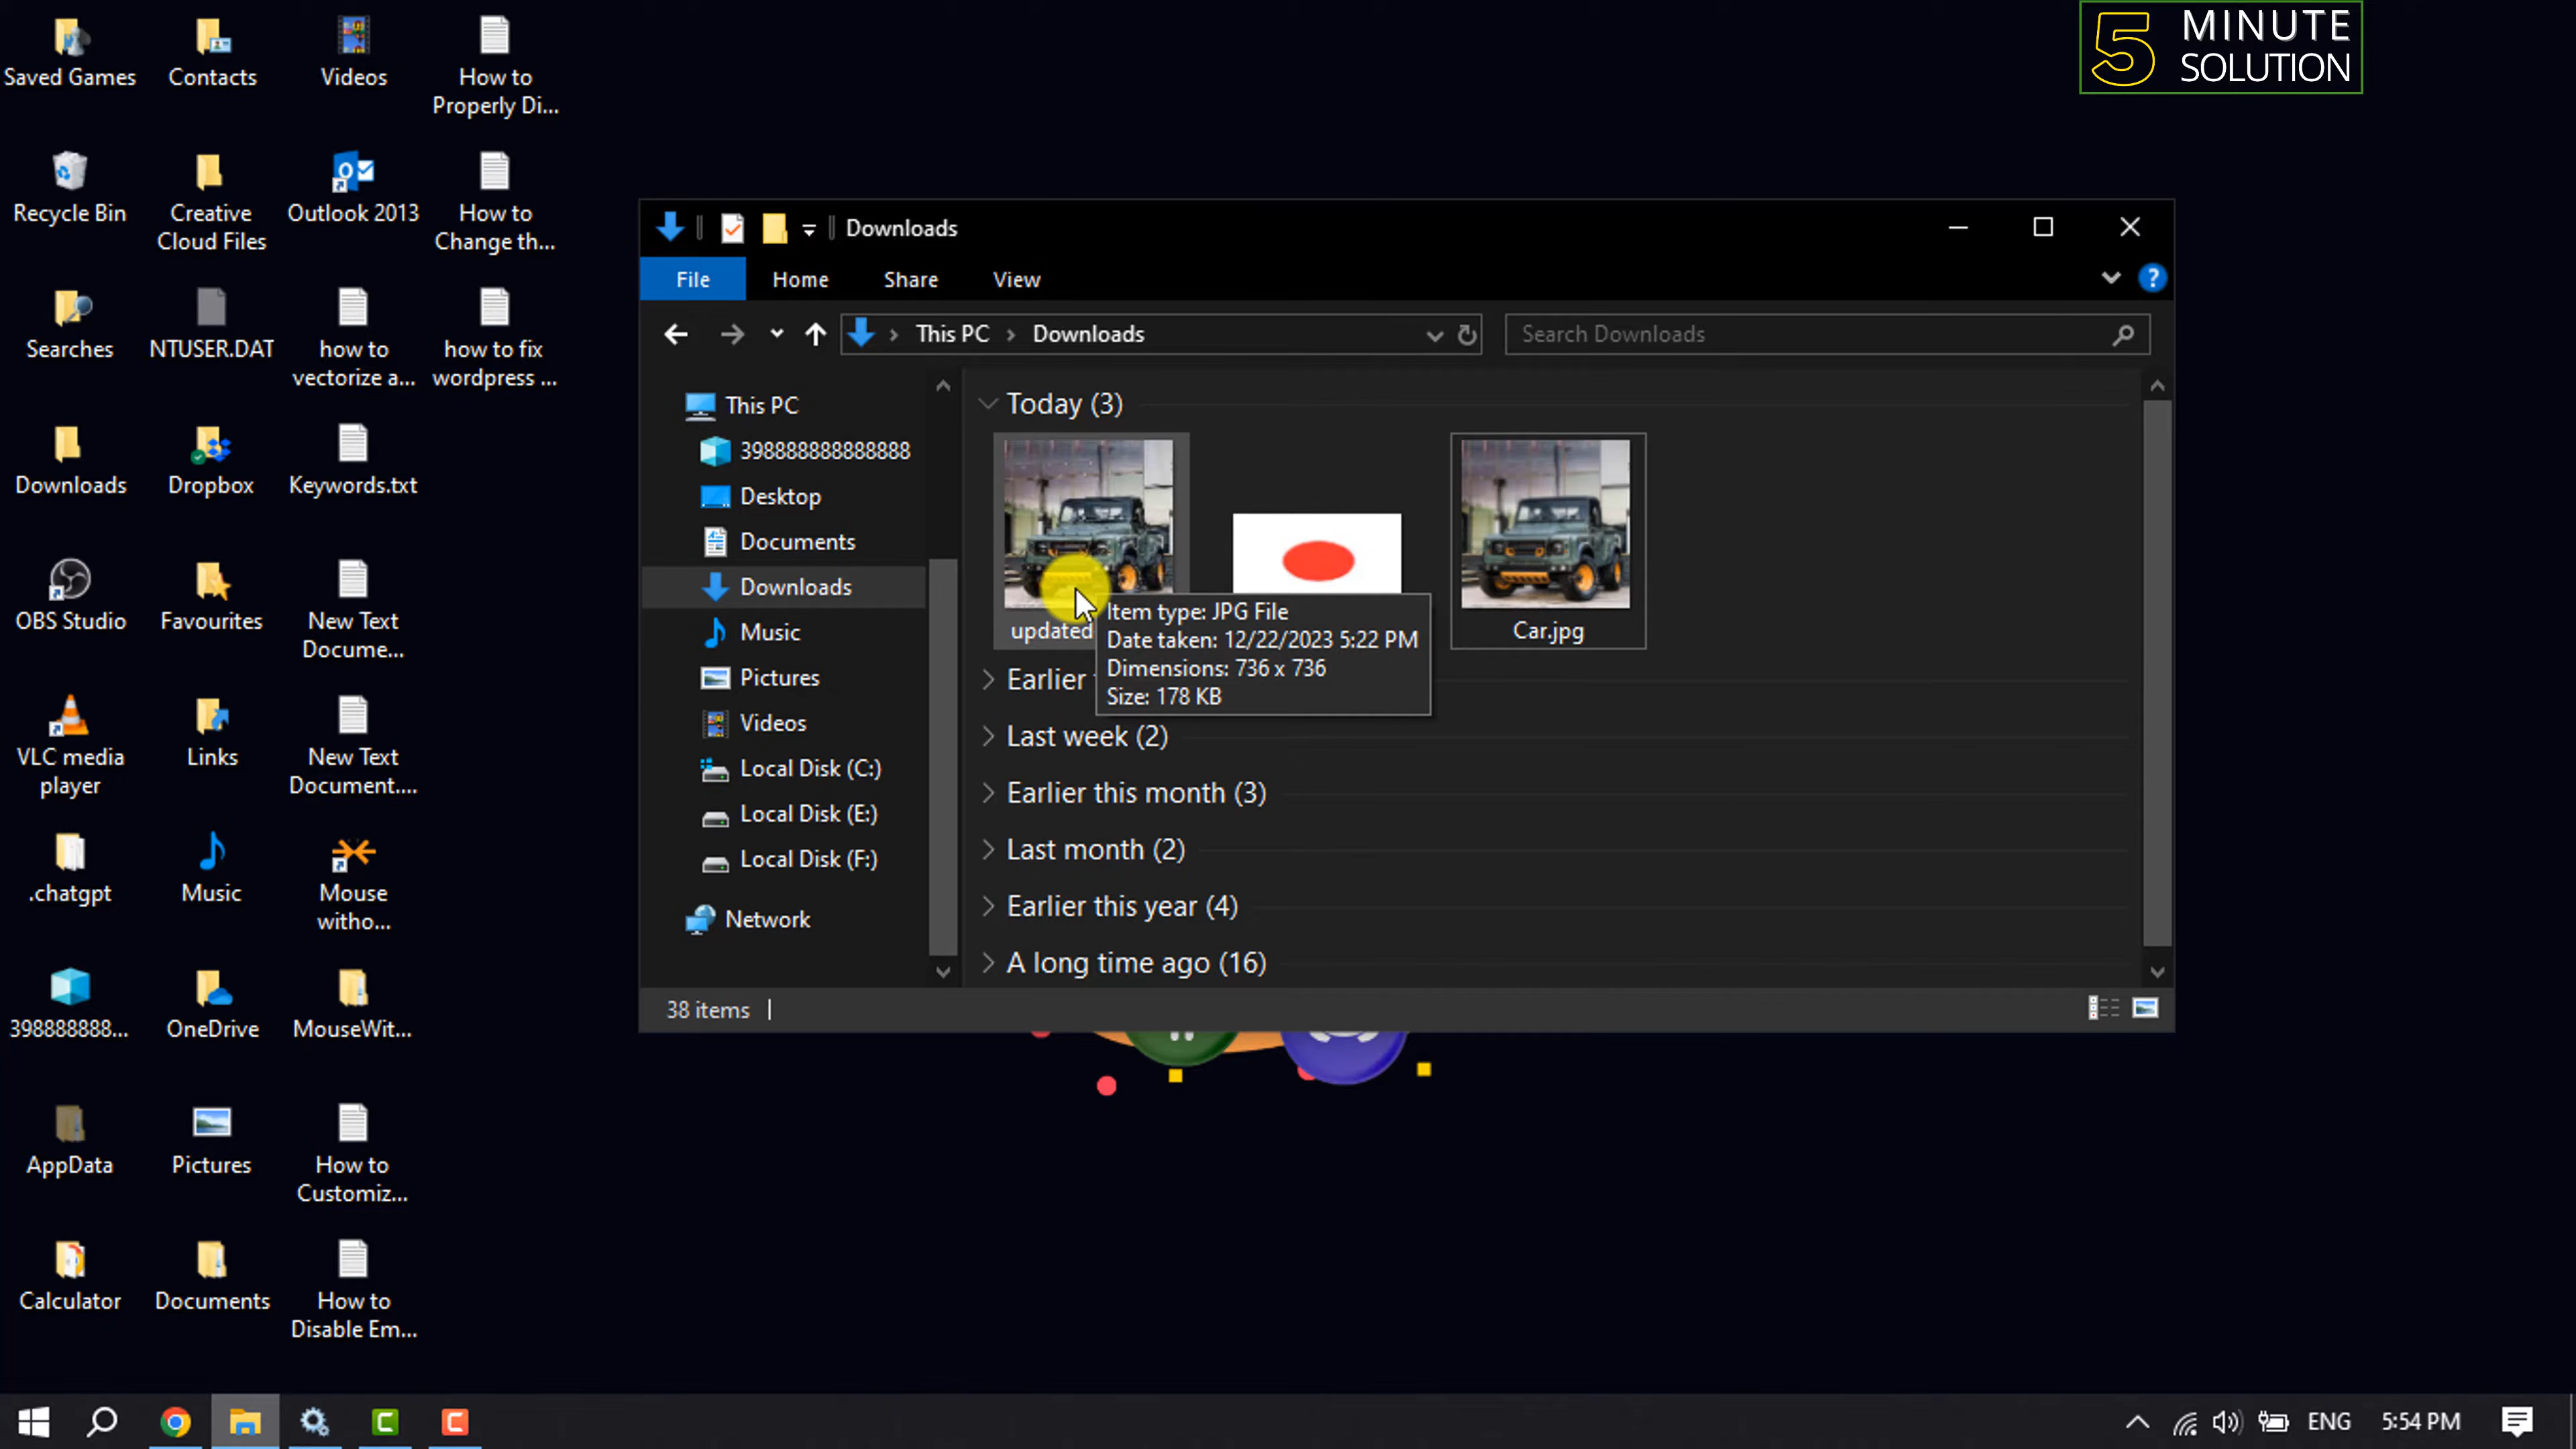 5 MINUTE
SOLUTION
Saved Games
Contacts
Videos
How to
Properly Di...
Recycle Bin
Creative
Cloud Files
Outlook 2013
How to
Change th...
Searches
NTUSER.DAT
how to
vectorize a...
how to fix
wordpress ...
Downloads
Dropbox
Keywords.txt
OBS Studio
Favourites
New Text
Docume...
VLC media
player
Links
New Text
Document....
.chatgpt
Music
Mouse
witho...
398888888...
OneDrive
MouseWit...
AppData
Pictures
How to
Customiz...
Calculator
Documents
How to
Disable Em...
Downloads
File Home Share View
This PC Downloads
Search Downloads
This PC
398888888888888
Desktop
Documents
Downloads
Music
Pictures
Videos
Local Disk (C:)
Local Disk (E:)
Local Disk (F:)
Network
Today (3)
updated
Car.jpg
Item type: JPG File
Date taken: 12/22/2023 5:22 PM
Dimensions: 736 x 736
Size: 178 KB
Earlier
Last week (2)
Earlier this month (3)
Last month (2)
Earlier this year (4)
A long time ago (16)
38 items
ENG
5:54 PM